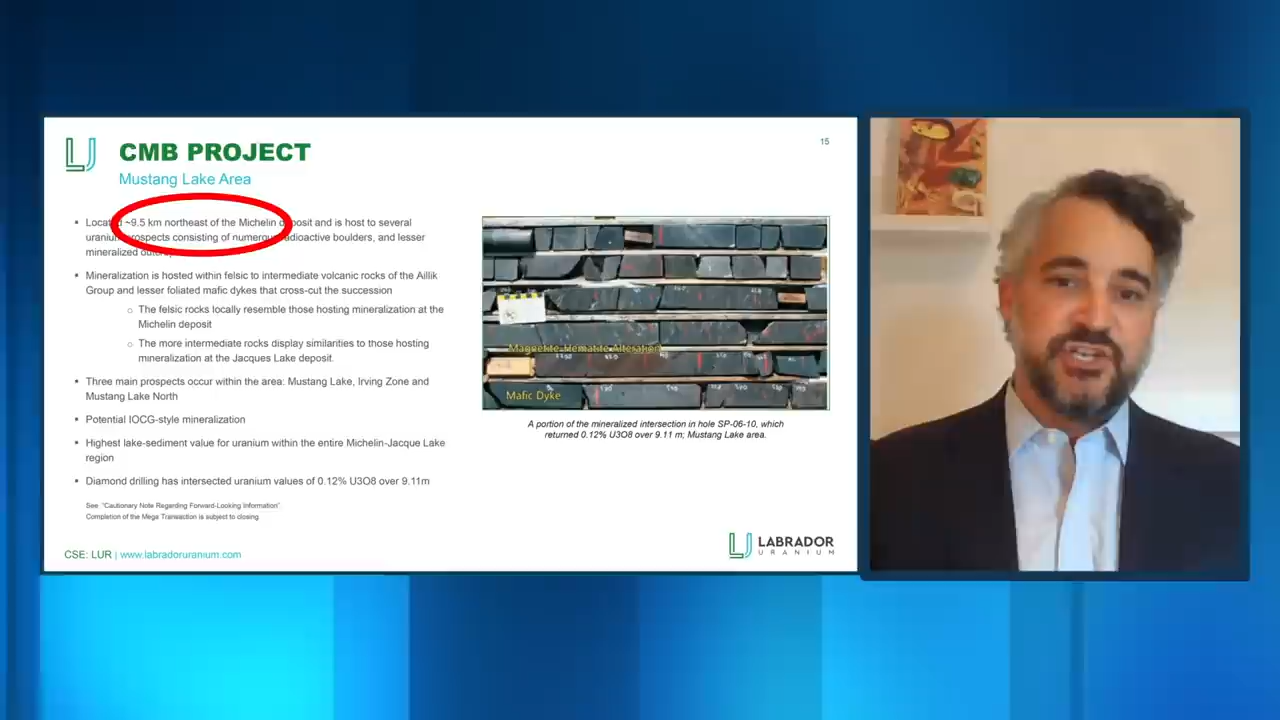 15
CMB PROJECT
Mustang Lake Area
~9.5 km northeast of the Michelin deposit and is host to several
prospects consisting of numerous radioactive boulders, and lesser
mineralized
Mineralization is hosted within felsic to intermediate volcanic rocks of the Aillik
Group and lesser foliated mafic dykes that cross-cut the succession
The felsic rocks locally resemble those hosting mineralization at the
Michelin deposit
The more intermediate rocks display similarities to those hosting
mineralization at the Jacques Lake deposit.
Three main prospects occur within the area: Mustang Lake, Irving Zone and
Mustang Lake North
Potential IOCG-style mineralization
Highest lake-sediment value for uranium within the entire Michelin-Jacque Lake
region
Diamond drilling has intersected uranium values of 0.12% U3O8 over 9.11m
See "Cautionary Note Regarding Forward-Looking Information".
Completion of the Mega Transaction is subject to closing
Magnetite-Hematite Alteration
Mafic Dyke
A portion of the mineralized intersection in hole SP-06-10, which
returned 0.12% U3O8 over 9.11 m; Mustang Lake area.
CSE: LUR | www.labradoruranium.com
LABRADOR
URANIUM